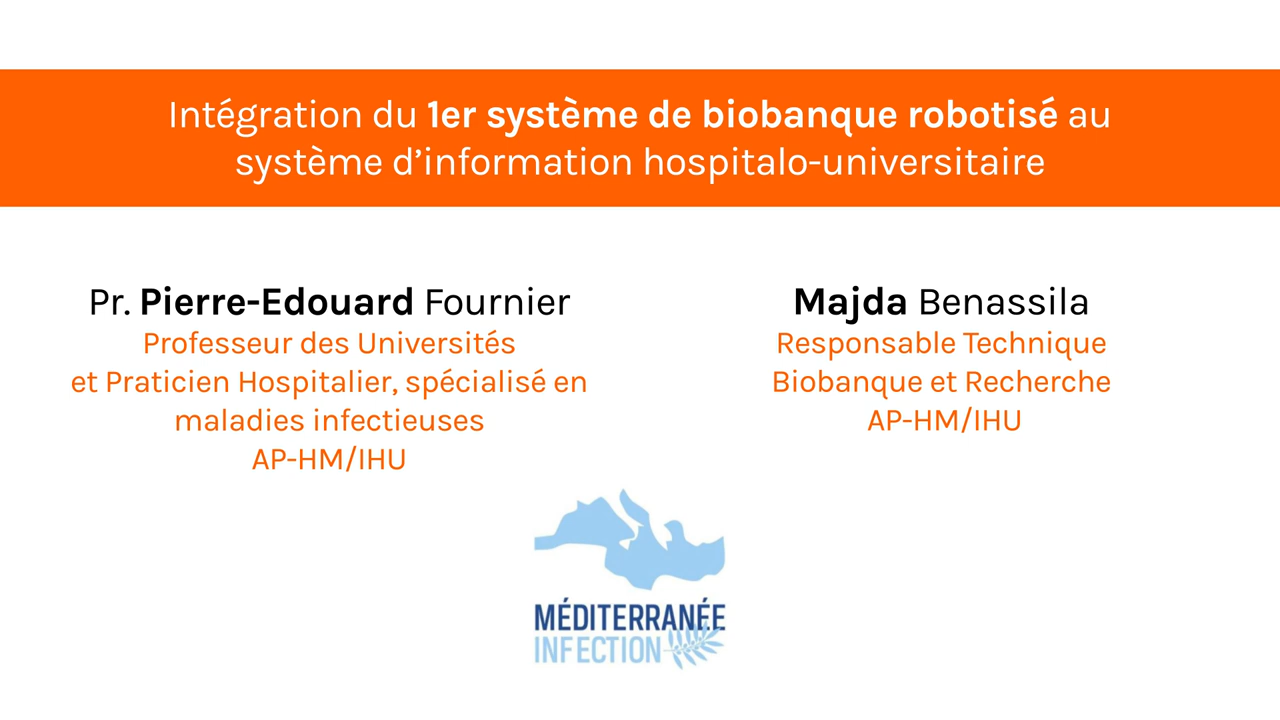 Intégration du 1er système de biobanque robotisé au
système d’information hospitalo-universitaire
Pr. Pierre-Edouard Fournier
Professeur des Universités
et Praticien Hospitalier, spécialisé en
maladies infectieuses
AP-HM/IHU
Majda Benassila
Responsable Technique
Biobanque et Recherche
AP-HM/IHU
MÉDITERRANÉE
INFECTION